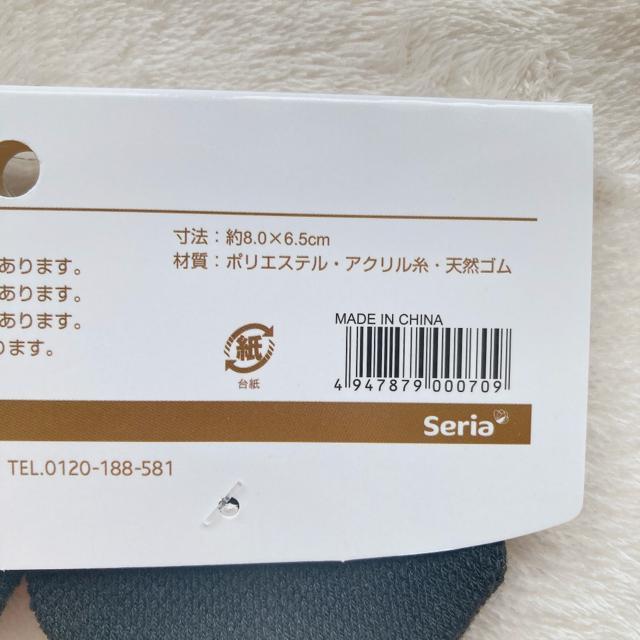 寸法：約8.0×6.5cm
材質：ポリエステル・アクリル糸・天然ゴム
あります。
あります。
あります。
ります。
MADE IN CHINA
紙
台紙
4 947879 000709
Seria
TEL.0120-188-581